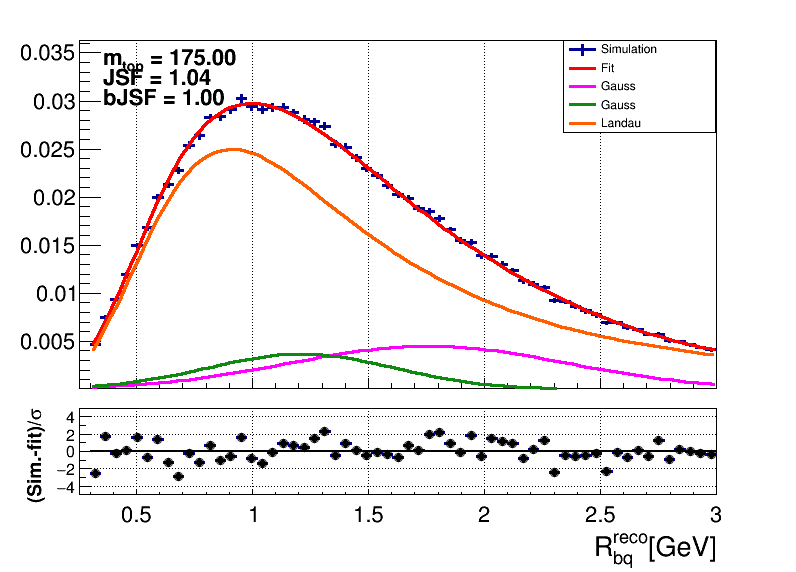 m_top = 175.00
JSF = 1.04
bJSF = 1.00
Simulation
Fit
Gauss
Gauss
Landau
0.035
0.03
0.025
0.02
0.015
0.01
0.005
(Sim.-fit)/σ
4
2
0
−2
−4
0.5 1 1.5 2 2.5 3
R_bq^reco[GeV]